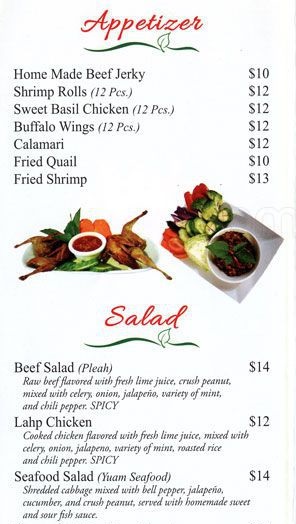 Appetizer
Home Made Beef Jerky $10
Shrimp Rolls (12 Pcs.) $12
Sweet Basil Chicken (12 Pcs.) $12
Buffalo Wings (12 Pcs.) $12
Calamari $12
Fried Quail $10
Fried Shrimp $13
Salad
Beef Salad (Pleah) $14
Raw beef flavored with fresh lime juice, crush peanut,
mixed with celery, onion, jalapeño, variety of mint,
and chili pepper. SPICY
Lahp Chicken $12
Cooked chicken flavored with fresh lime juice, mixed with
celery, onion, jalapeno, variety of mint, roasted rice
and chili pepper. SPICY
Seafood Salad (Yuam Seafood) $14
Shredded cabbage mixed with bell pepper, jalapeño,
cucumber, and crush peanut, served with homemade sweet
and sour fish sauce.